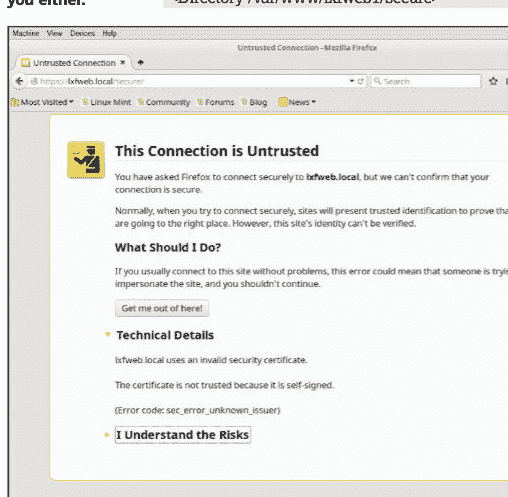 you either.
<Directory /var/www/lxfweb1/secure>
Machine View Devices Help
Untrusted Connection - Mozilla Firefox
Untrusted Connection
https://lxfweb.local/secure/
Search
Most Visited Linux Mint Community Forums Blog News
This Connection is Untrusted
You have asked Firefox to connect securely to lxfweb.local, but we can't confirm that your
connection is secure.
Normally, when you try to connect securely, sites will present trusted identification to prove tha
are going to the right place. However, this site's identity can't be verified.
What Should I Do?
If you usually connect to this site without problems, this error could mean that someone is tryi
impersonate the site, and you shouldn't continue.
Get me out of here!
Technical Details
lxfweb.local uses an invalid security certificate.
The certificate is not trusted because it is self-signed.
(Error code: sec_error_unknown_issuer)
I Understand the Risks